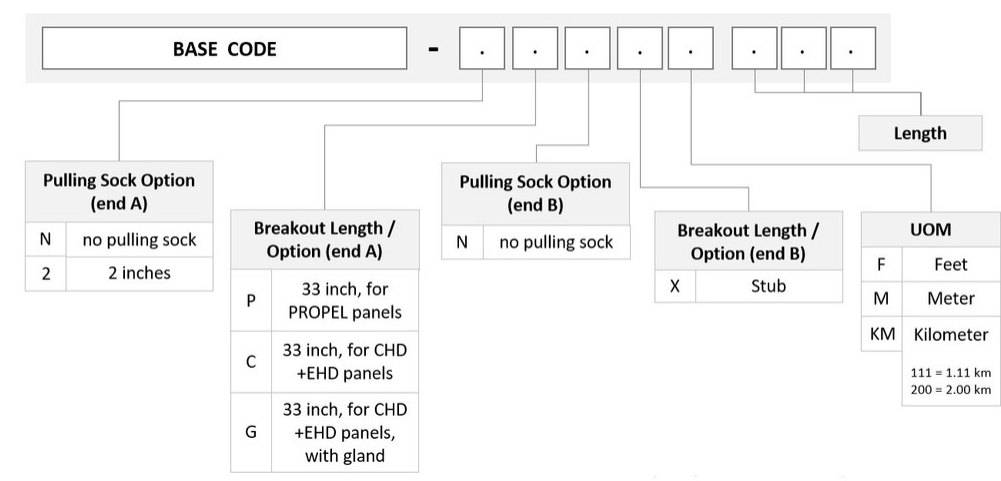 BASE CODE - . . . . . . . .
Length
Pulling Sock Option
(end A)
N no pulling sock
2 2 inches
Breakout Length /
Option (end A)
P 33 inch, for
PROPEL panels
C 33 inch, for CHD
+EHD panels
G 33 inch, for CHD
+EHD panels,
with gland
Pulling Sock Option
(end B)
N no pulling sock
Breakout Length /
Option (end B)
X Stub
UOM
F Feet
M Meter
KM Kilometer
111 = 1.11 km
200 = 2.00 km